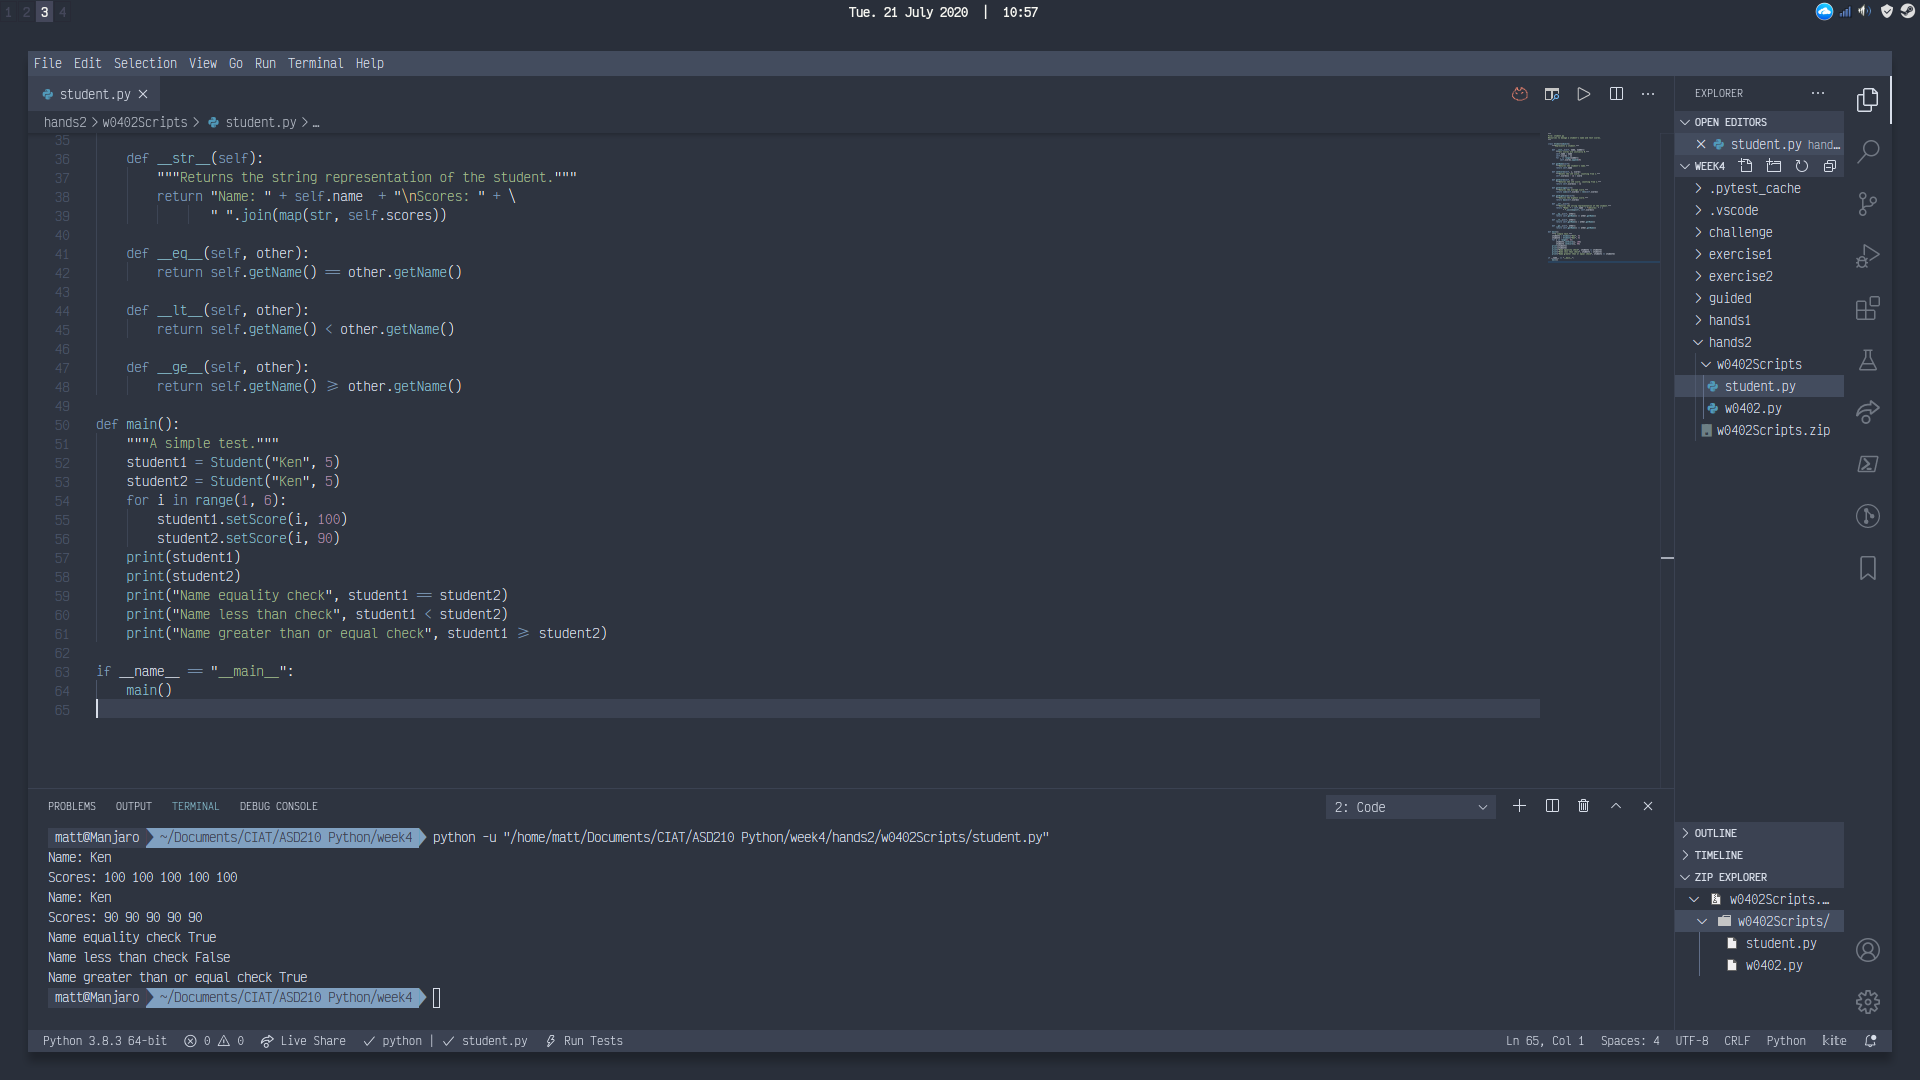 1 2 3 4
Tue. 21 July 2020 | 10:57
File Edit Selection View Go Run Terminal Help
student.py
hands2 > w0402Scripts > student.py > …
35
36 def __str__(self):
37 """Returns the string representation of the student."""
38 return "Name: " + self.name  + "\nScores: " + \
39 " ".join(map(str, self.scores))
40
41 def __eq__(self, other):
42 return self.getName() == other.getName()
43
44 def __lt__(self, other):
45 return self.getName() < other.getName()
46
47 def __ge__(self, other):
48 return self.getName() >= other.getName()
49
50 def main():
51 """A simple test."""
52 student1 = Student("Ken", 5)
53 student2 = Student("Ken", 5)
54 for i in range(1, 6):
55 student1.setScore(i, 100)
56 student2.setScore(i, 90)
57 print(student1)
58 print(student2)
59 print("Name equality check", student1 == student2)
60 print("Name less than check", student1 < student2)
61 print("Name greater than or equal check", student1 >= student2)
62
63 if __name__ == "__main__":
64 main()
65
PROBLEMS OUTPUT TERMINAL DEBUG CONSOLE
2: Code
matt@Manjaro ~/Documents/CIAT/ASD210 Python/week4 python -u "/home/matt/Documents/CIAT/ASD210 Python/week4/hands2/w0402Scripts/student.py"
Name: Ken
Scores: 100 100 100 100 100
Name: Ken
Scores: 90 90 90 90 90
Name equality check True
Name less than check False
Name greater than or equal check True
matt@Manjaro ~/Documents/CIAT/ASD210 Python/week4
EXPLORER
OPEN EDITORS
student.py hand…
WEEK4
.pytest_cache
.vscode
challenge
exercise1
exercise2
guided
hands1
hands2
w0402Scripts
student.py
w0402.py
w0402Scripts.zip
OUTLINE
TIMELINE
ZIP EXPLORER
w0402Scripts.…
w0402Scripts/
student.py
w0402.py
Python 3.8.3 64-bit 0 0 Live Share python | student.py Run Tests
Ln 65, Col 1 Spaces: 4 UTF-8 CRLF Python kite